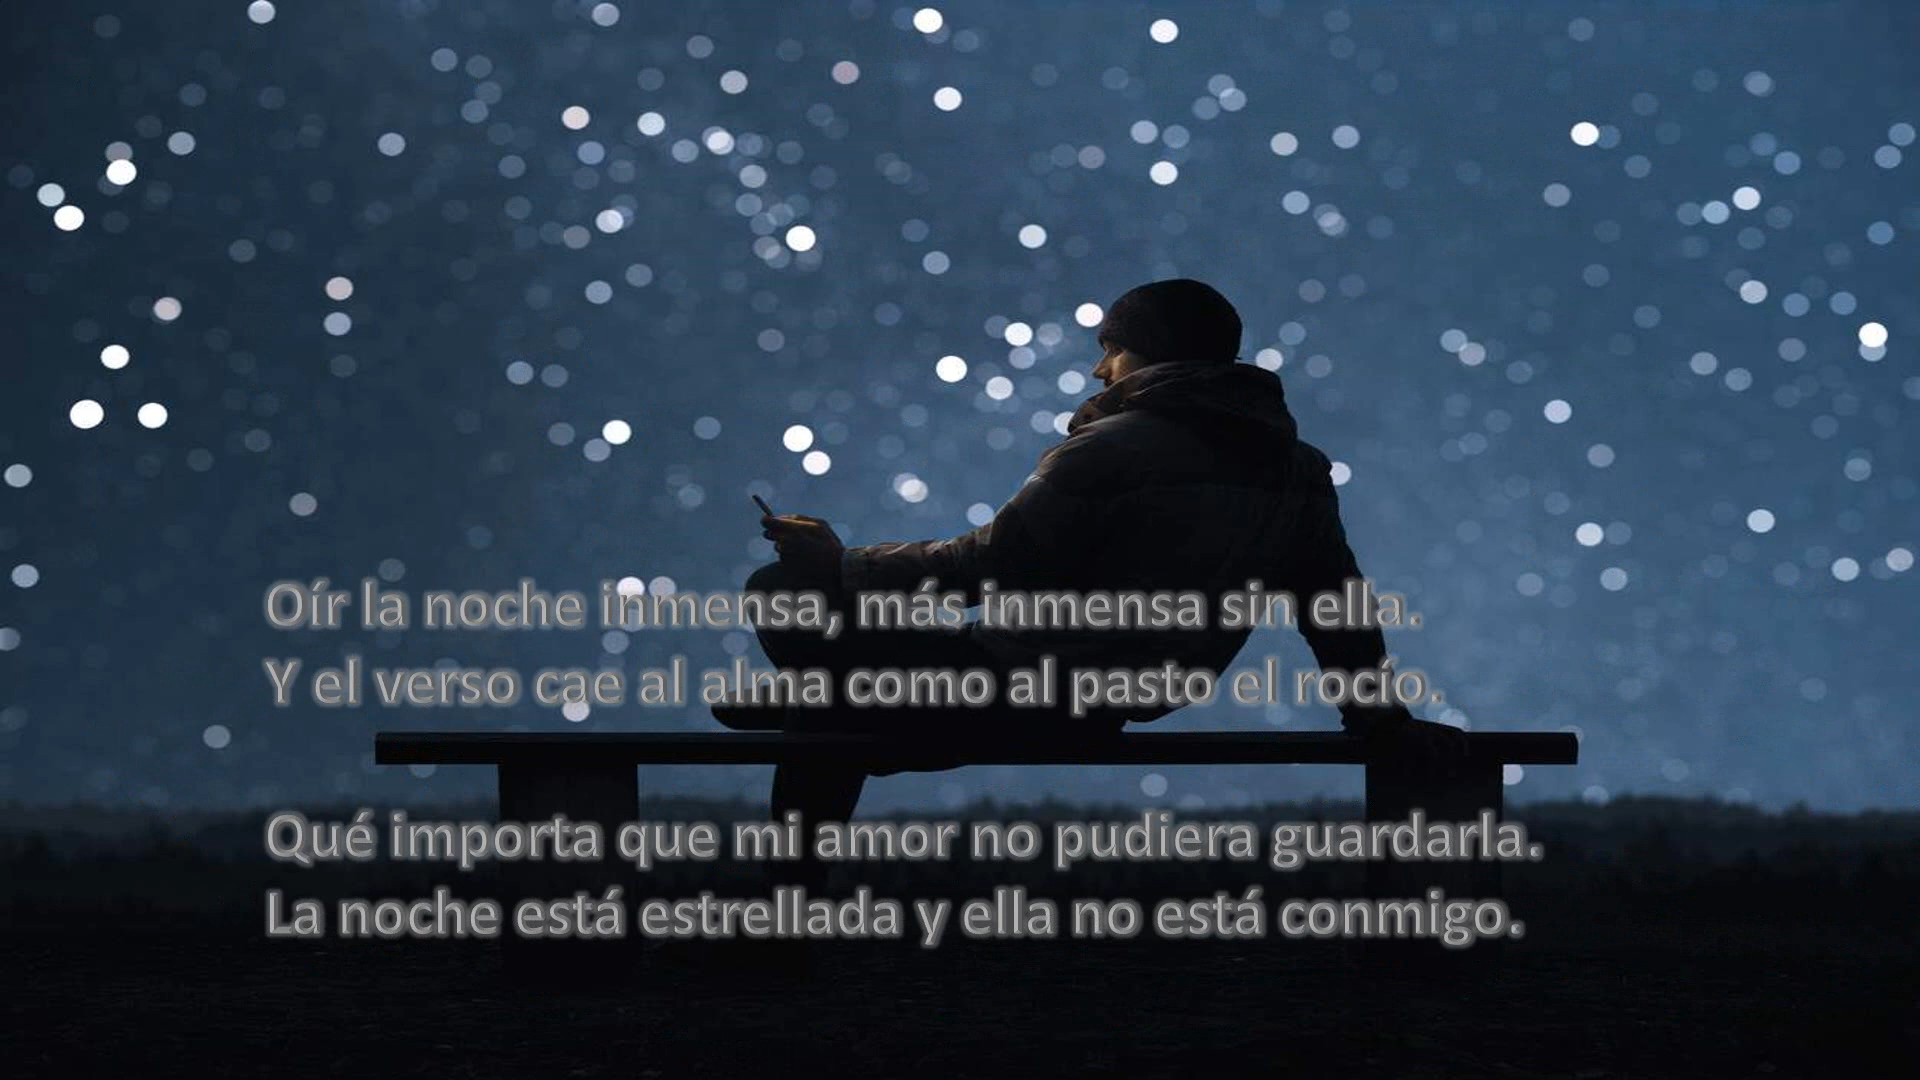 Oír la noche inmensa, más inmensa sin ella.
Y el verso cae al alma como al pasto el rocío.
Qué importa que mi amor no pudiera guardarla.
La noche está estrellada y ella no está conmigo.